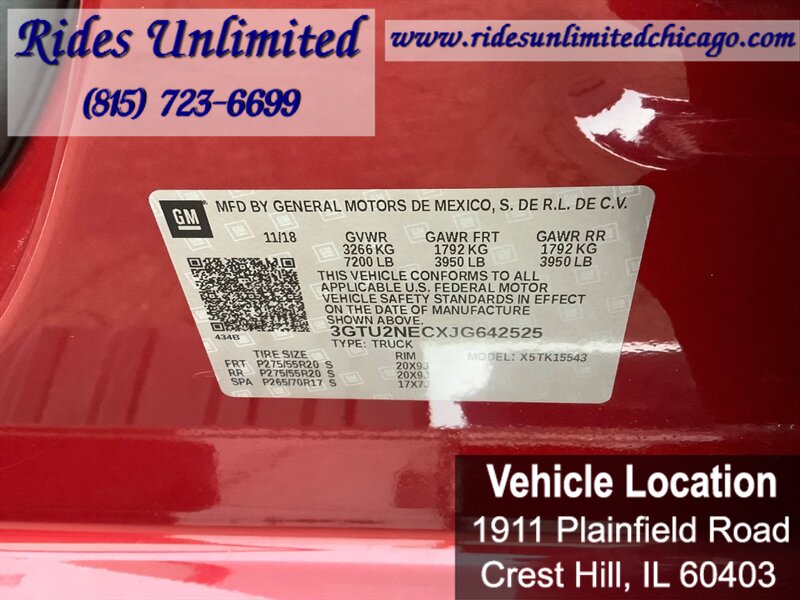 Rides Unlimited
(815) 723-6699
www.ridesunlimitedchicago.com
GM
MFD BY GENERAL MOTORS DE MEXICO, S. DE R.L. DE C.V.
11/18 GVWR GAWR FRT GAWR RR
3266 KG 1792 KG 1792 KG
7200 LB 3950 LB 3950 LB
THIS VEHICLE CONFORMS TO ALL
APPLICABLE U.S. FEDERAL MOTOR
VEHICLE SAFETY STANDARDS IN EFFECT
ON THE DATE OF MANUFACTURE
SHOWN ABOVE.
434B 3GTU2NECXJG642525
TYPE: TRUCK MODEL: X5TK15543
TIRE SIZE RIM
FRT P275/55R20 S 20X9J
RR P275/55R20 S 20X9J
SPA P265/70R17 S 17X7J
Vehicle Location
1911 Plainfield Road
Crest Hill, IL 60403